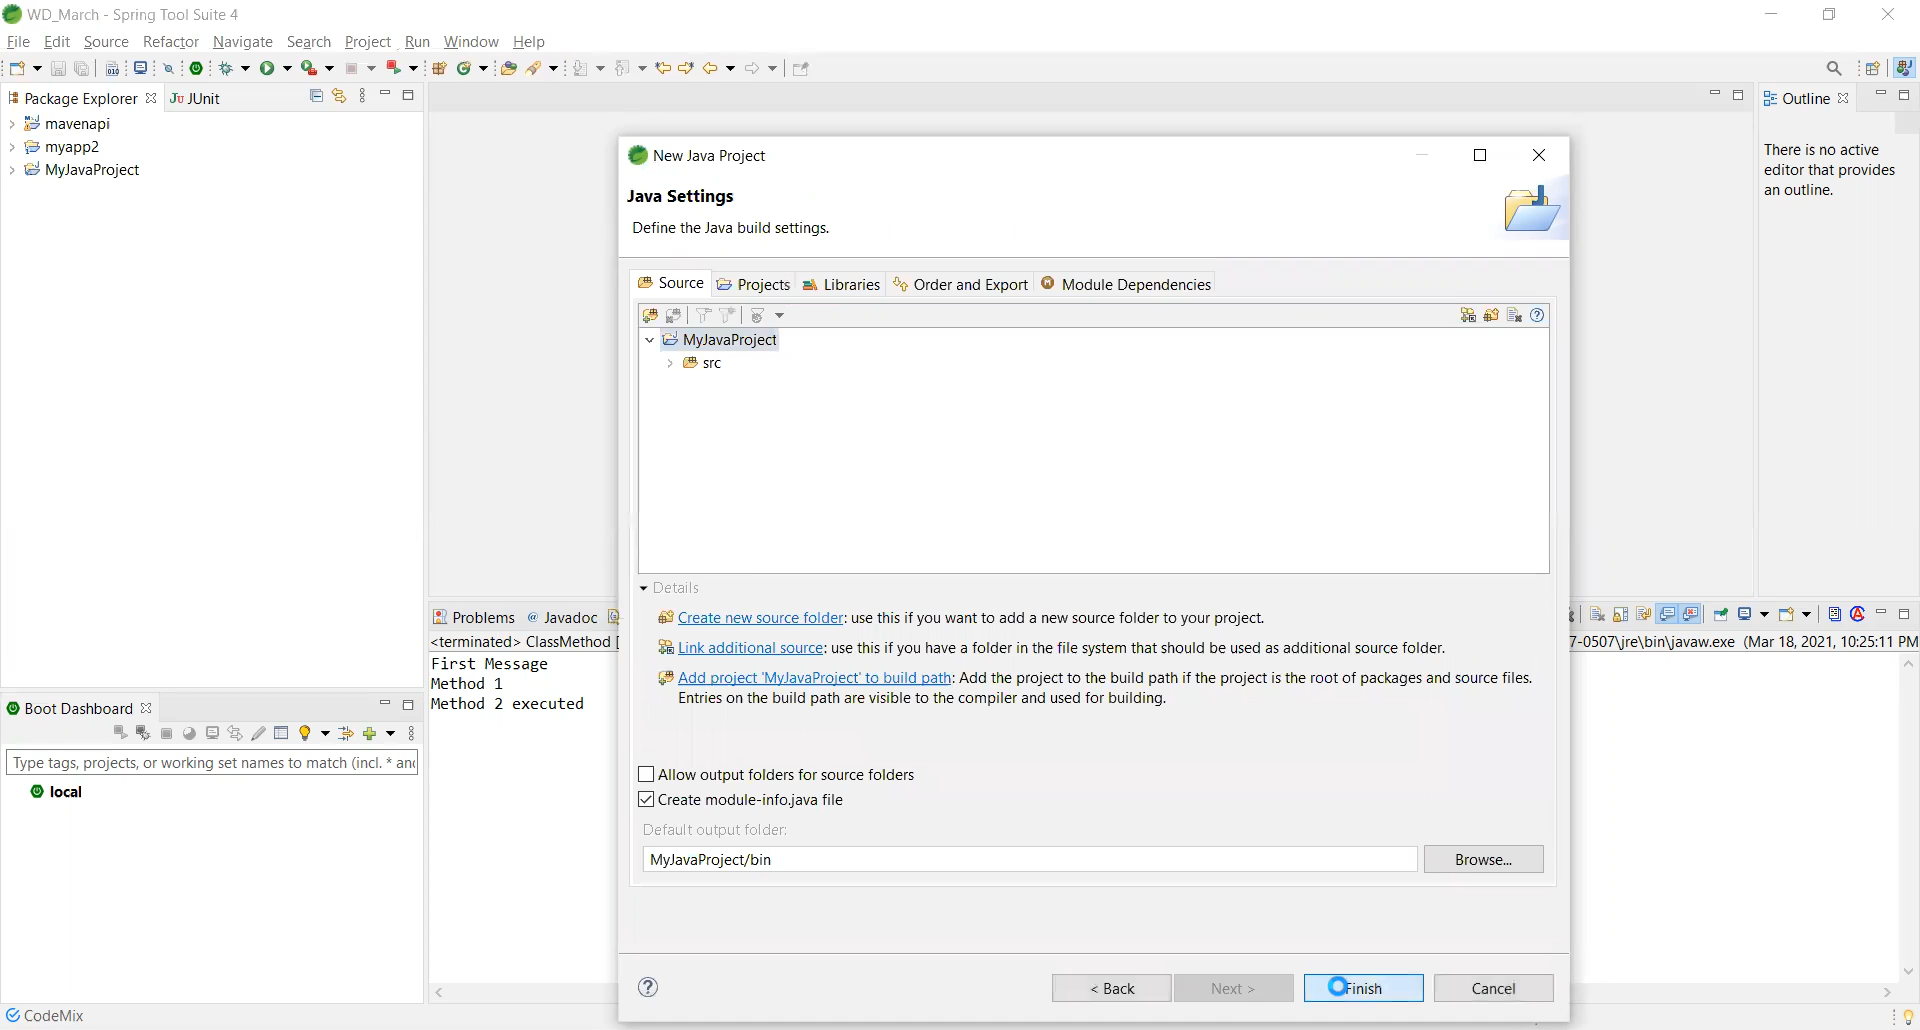 WD_March - Spring Tool Suite 4
File Edit Source Refactor Navigate Search Project Run Window Help
Package Explorer
JUnit
mavenapi
myapp2
MyJavaProject
Outline
There is no active
editor that provides
an outline.
New Java Project
Java Settings
Define the Java build settings.
Source Projects Libraries Order and Export Module Dependencies
MyJavaProject
src
Details
Create new source folder: use this if you want to add a new source folder to your project.
Link additional source: use this if you have a folder in the file system that should be used as additional source folder.
Add project 'MyJavaProject' to build path: Add the project to the build path if the project is the root of packages and source files.
Entries on the build path are visible to the compiler and used for building.
Allow output folders for source folders
Create module-info.java file
Default output folder:
MyJavaProject/bin
Browse...
< Back Next > Finish Cancel
Problems @ Javadoc
<terminated> ClassMethod [
7-0507\jre\bin\javaw.exe (Mar 18, 2021, 10:25:11 PM
First Message
Method 1
Method 2 executed
Boot Dashboard
Type tags, projects, or working set names to match (incl. * and
local
CodeMix